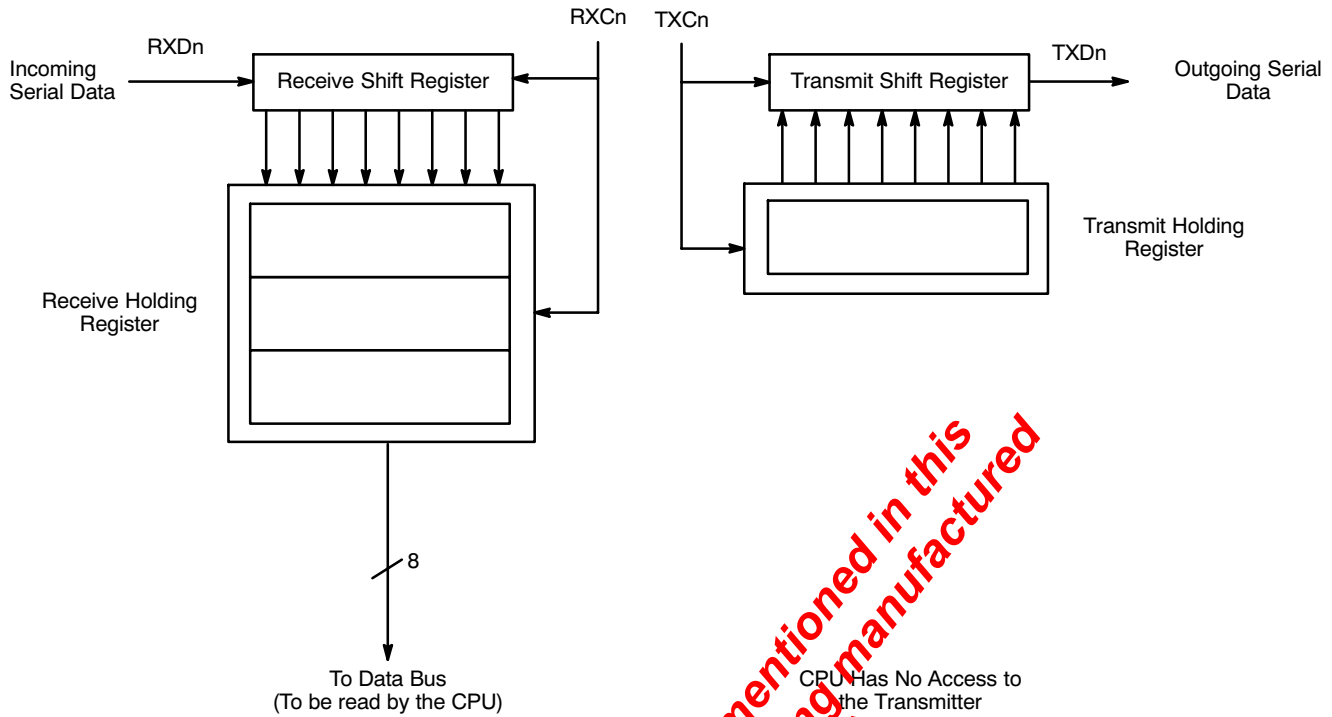 RXCn
TXCn
RXDn
Incoming
Serial Data
Receive Shift Register
Transmit Shift Register
TXDn
Outgoing Serial
Data
Receive Holding
Register
Transmit Holding
Register
8
To Data Bus
(To be read by the CPU)
CPU Has No Access to
the Transmitter
mentioned in this
ng manufactured